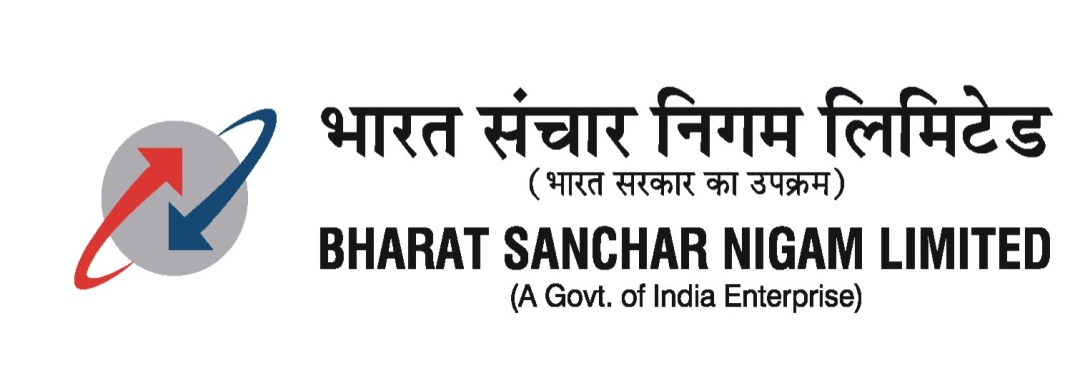 भारत संचार निगम लिमिटेड
(भारत सरकार का उपक्रम)
BHARAT SANCHAR NIGAM LIMITED
(A Govt. of India Enterprise)